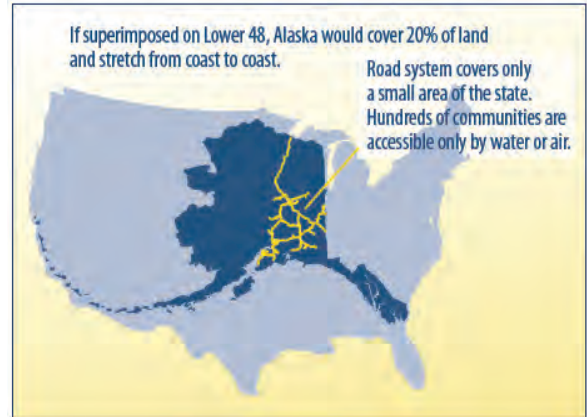 If superimposed on Lower 48, Alaska would cover 20% of land
and stretch from coast to coast.
Road system covers only
a small area of the state.
Hundreds of communities are
accessible only by water or air.